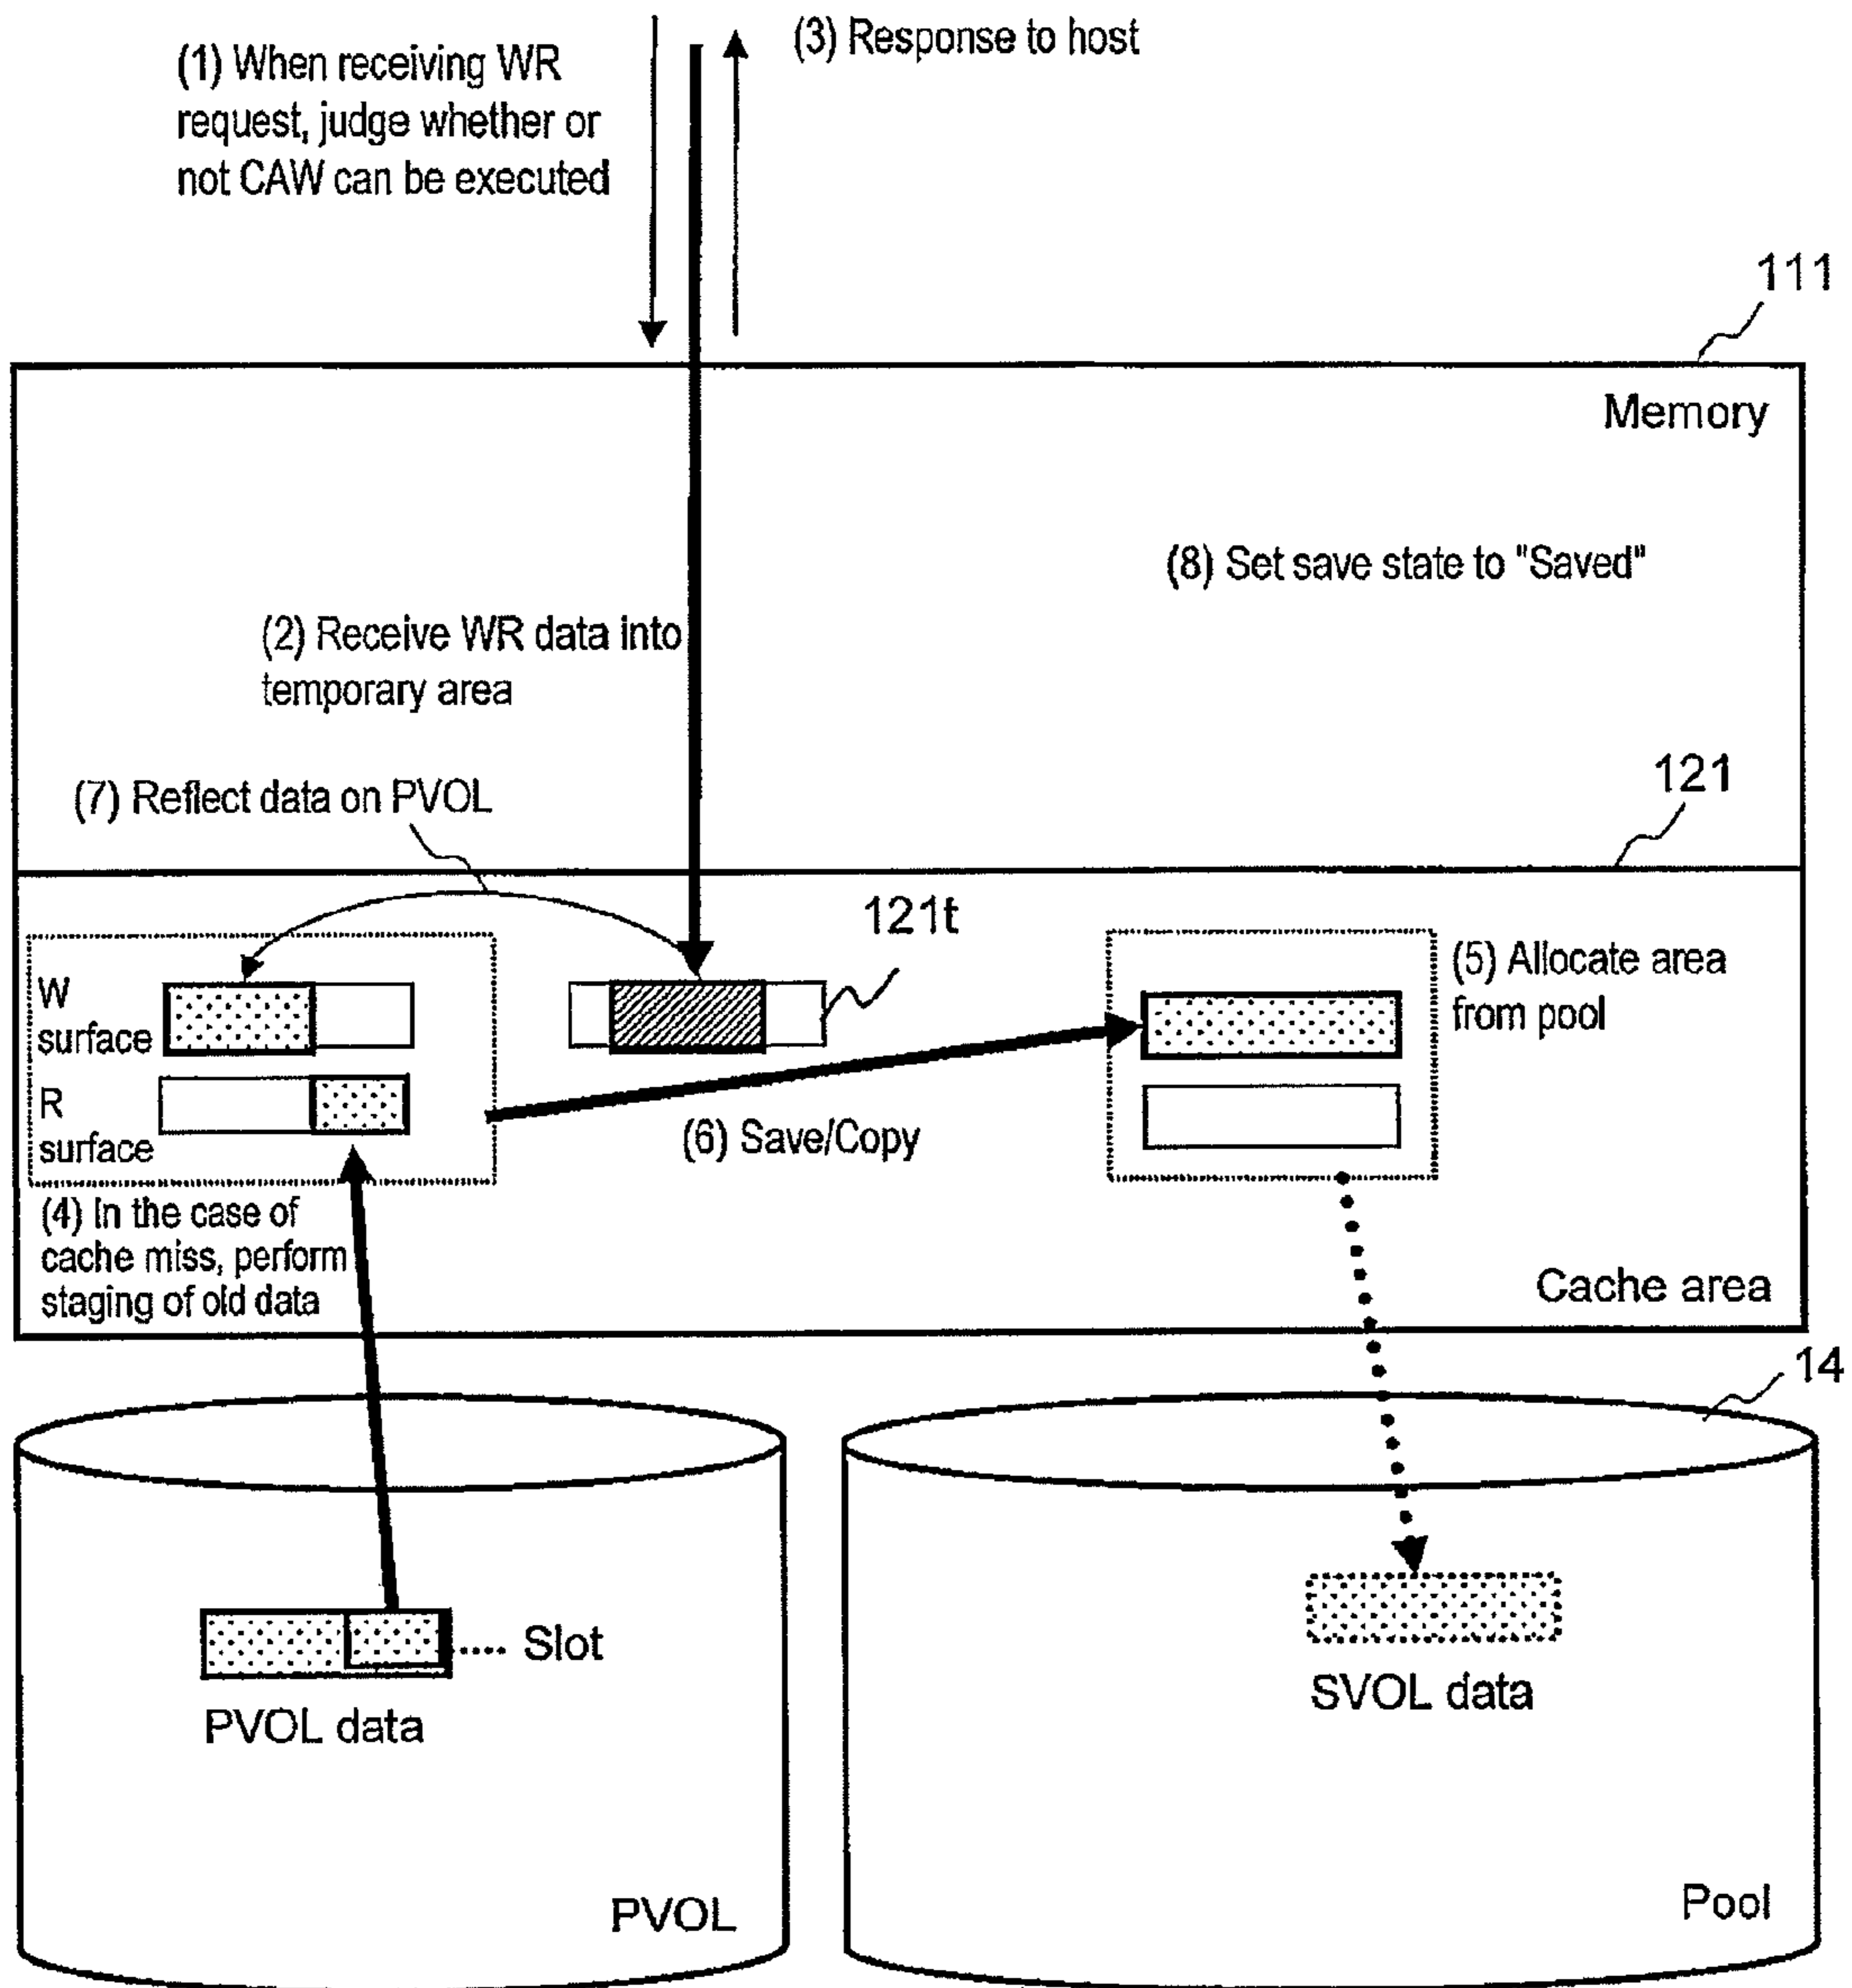 (1) When receiving WR
request, judge whether or
not CAW can be executed
(3) Response to host
111
Memory
(8) Set save state to "Saved"
(2) Receive WR data into
temporary area
121
(7) Reflect data on PVOL
121t
W
surface
R
surface
(5) Allocate area
from pool
(6) Save/Copy
(4) In the case of
cache miss, perform
staging of old data
Cache area
14
Slot
PVOL data
SVOL data
PVOL
Pool